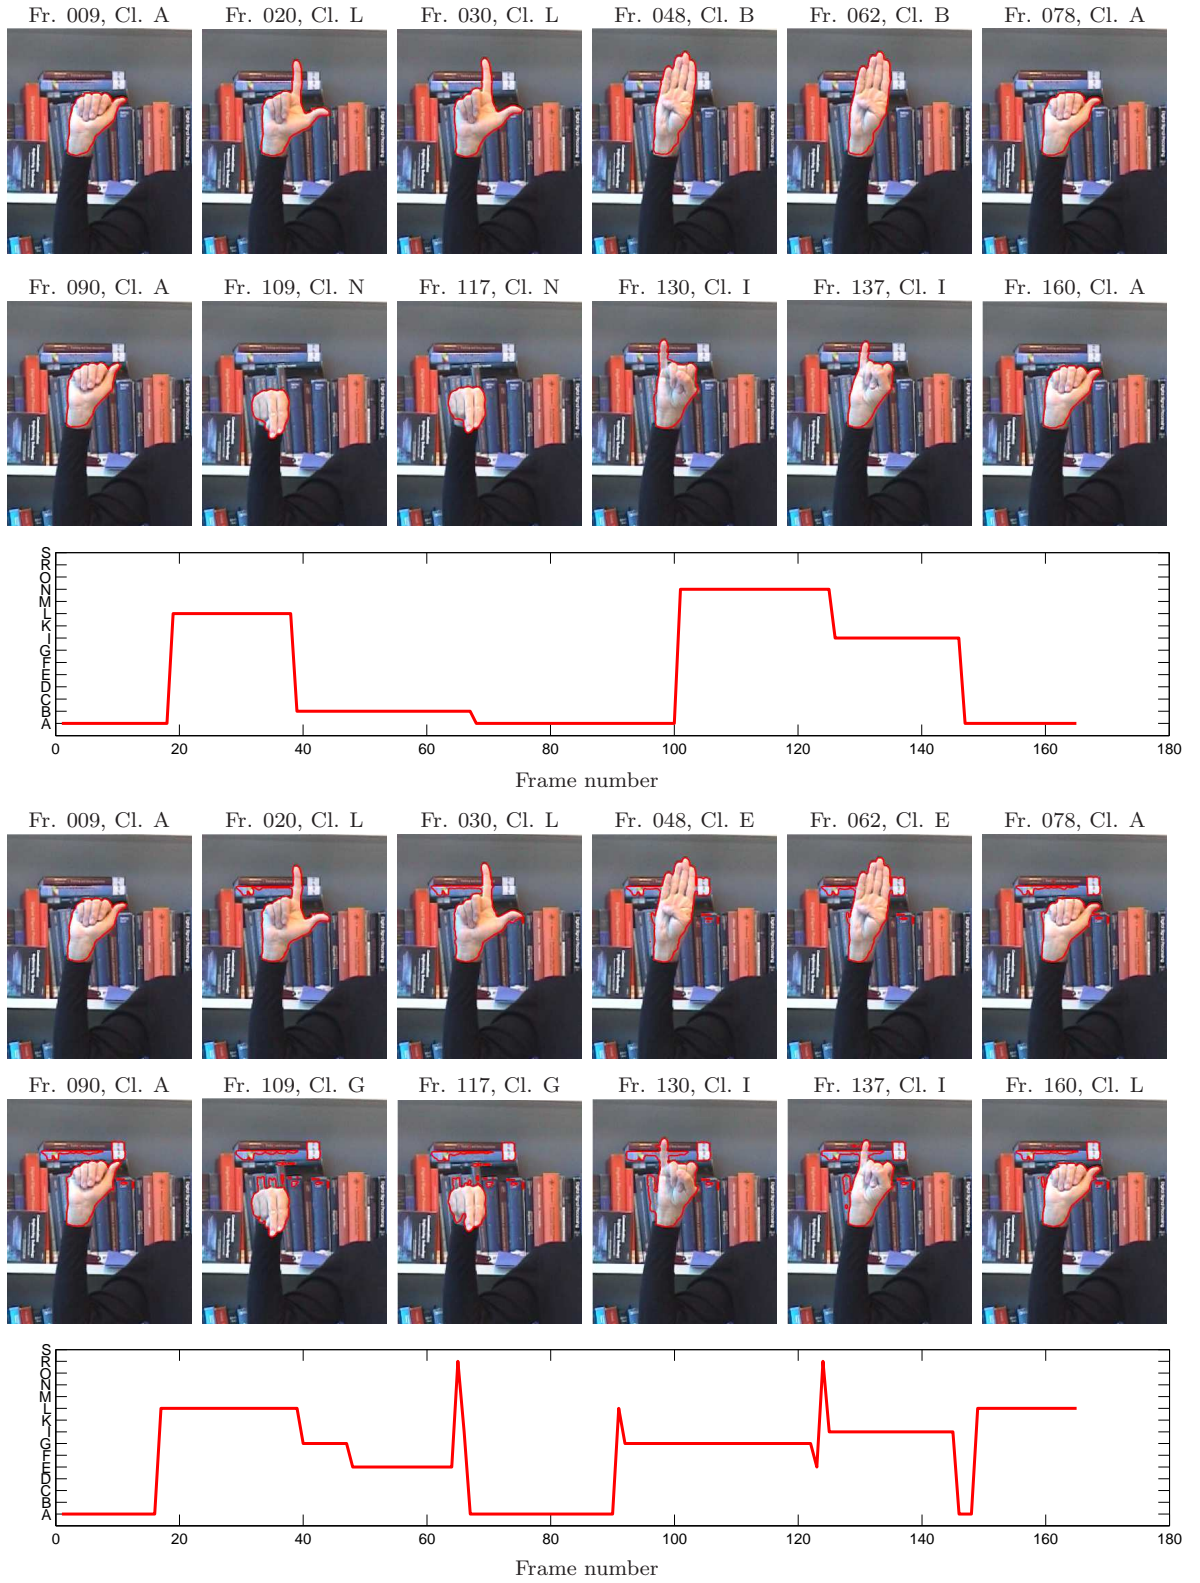 Fr. 009, Cl. A Fr. 020, Cl. L Fr. 030, Cl. L Fr. 048, Cl. B Fr. 062, Cl. B Fr. 078, Cl. A
Fr. 090, Cl. A Fr. 109, Cl. N Fr. 117, Cl. N Fr. 130, Cl. I Fr. 137, Cl. I Fr. 160, Cl. A
S
R
O
N
M
L
K
I
G
F
E
D
C
B
A
0 20 40 60 80 100 120 140 160 180
Frame number
Fr. 009, Cl. A Fr. 020, Cl. L Fr. 030, Cl. L Fr. 048, Cl. E Fr. 062, Cl. E Fr. 078, Cl. A
Fr. 090, Cl. A Fr. 109, Cl. G Fr. 117, Cl. G Fr. 130, Cl. I Fr. 137, Cl. I Fr. 160, Cl. L
S
R
O
N
M
L
K
I
G
F
E
D
C
B
A
0 20 40 60 80 100 120 140 160 180
Frame number